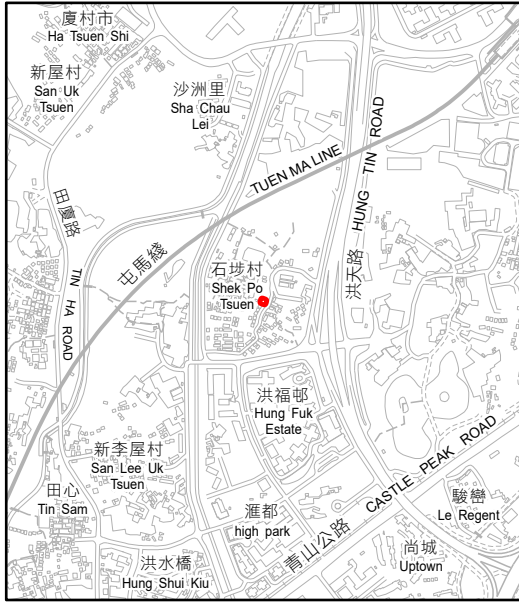 廈村市
Ha Tsuen Shi
新屋村
San Uk
Tsuen
沙洲里
Sha Chau
Lei
TUEN MA LINE
洪天路 HUNG TIN ROAD
田廈路
TIN HA ROAD
屯馬綫
石埗村
Shek Po
Tsuen
洪福邨
Hung Fuk
Estate
新李屋村
San Lee Uk
Tsuen
青山公路 CASTLE PEAK ROAD
田心
Tin Sam
滙都
high park
駿巒
Le Regent
尚城
Uptown
洪水橋
Hung Shui Kiu